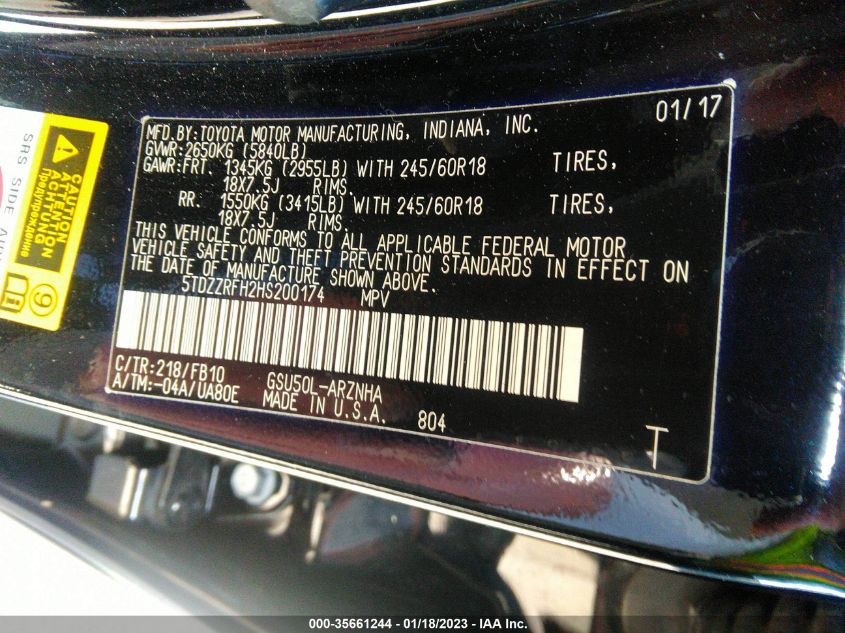 01/17
MFD.BY:TOYOTA MOTOR MANUFACTURING, INDIANA, INC.
GVWR:2650KG (5840LB)
GAWR:FRT. 1345KG (2955LB) WITH 245/60R18 TIRES,
18X7.5J RIMS.
RR. 1550KG (3415LB) WITH 245/60R18 TIRES,
18X7.5J RIMS.
THIS VEHICLE CONFORMS TO ALL APPLICABLE FEDERAL MOTOR
VEHICLE SAFETY AND THEFT PREVENTION STANDARDS IN EFFECT ON
THE DATE OF MANUFACTURE SHOWN ABOVE.
5TDZZRFH2HS200174 MPV
C/TR:218/FB10 GSU50L-ARZNHA
A/TM:-04A/UA80E MADE IN U.S.A. 804
T
SRS SIDE
CAUTION
ATTENTION
ACHTUNG
Предупреждение
9
000-35661244 - 01/18/2023 - IAA Inc.